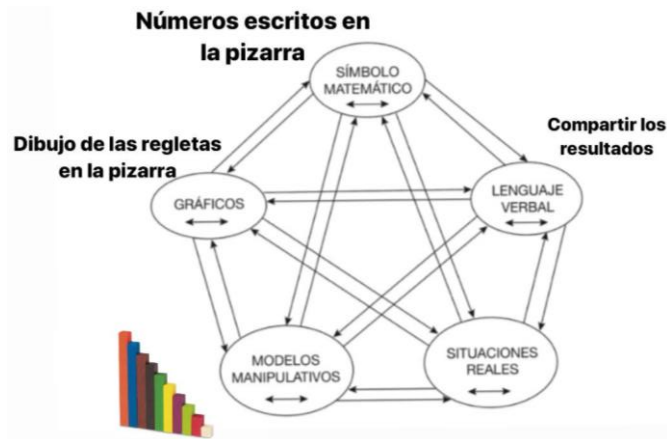 Números escritos en
la pizarra
SÍMBOLO
MATEMÁTICO
Dibujo de las regletas
en la pizarra
Compartir los
resultados
GRÁFICOS
LENGUAJE
VERBAL
MODELOS
MANIPULATIVOS
SITUACIONES
REALES